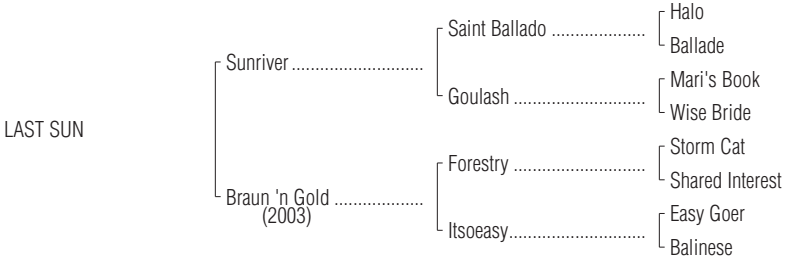 Halo
Saint Ballado ....................
Ballade
Sunriver ............................
Mari's Book
Goulash ............................
Wise Bride
LAST SUN
Storm Cat
Forestry ............................
Shared Interest
Braun 'n Gold ...................
(2003)
Easy Goer
Itsoeasy.............................
Balinese